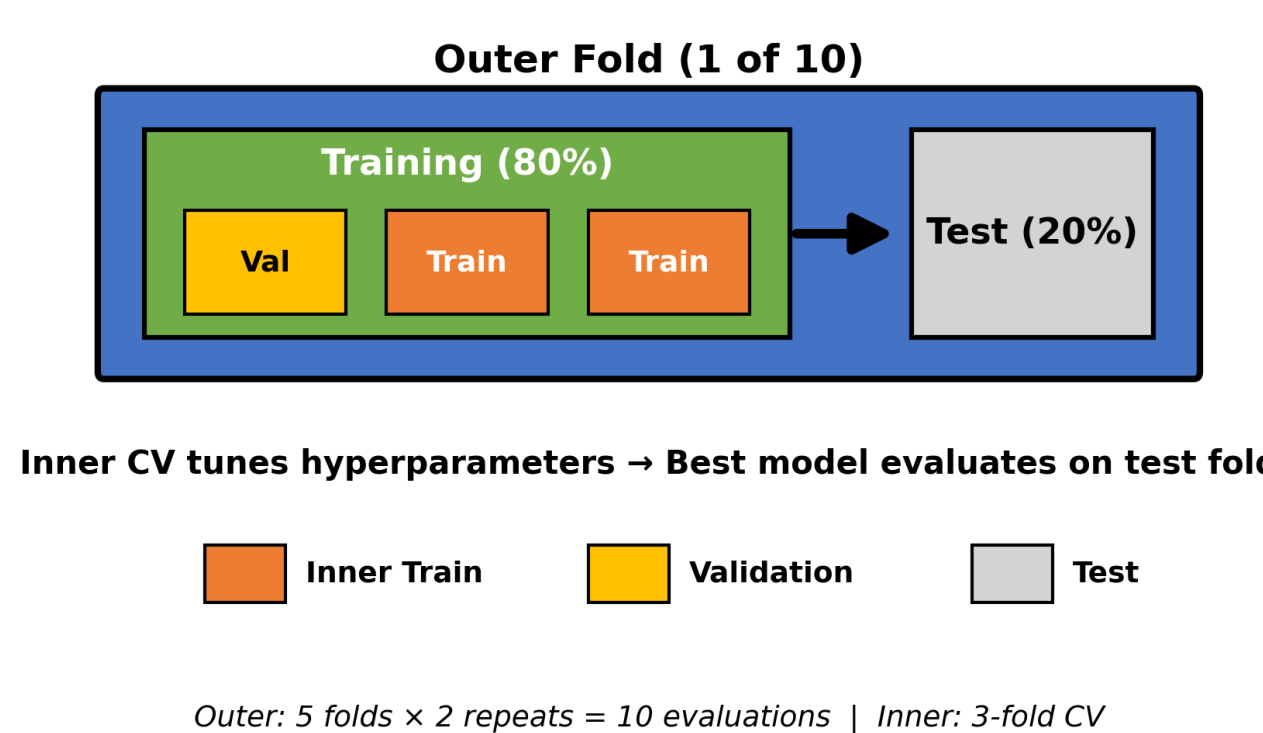 Outer Fold (1 of 10)
Training (80%)
Val
Train
Train
Test (20%)
Inner CV tunes hyperparameters → Best model evaluates on test fol
Inner Train
Validation
Test
Outer: 5 folds × 2 repeats = 10 evaluations | Inner: 3-fold CV